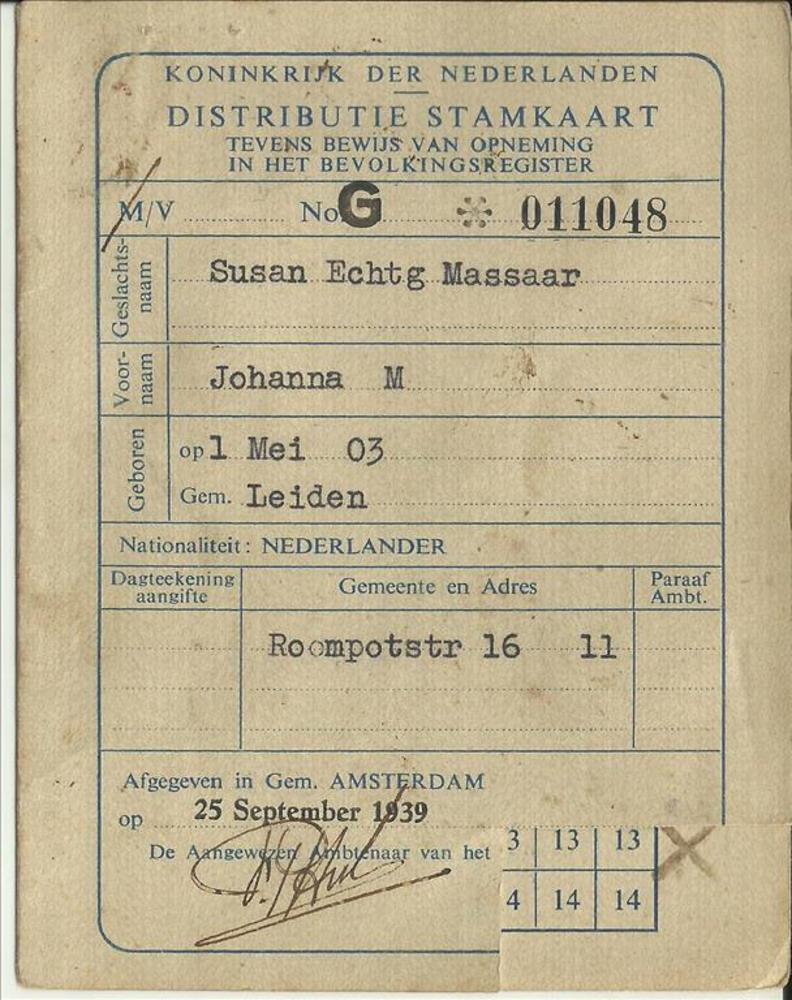 KONINKRIJK DER NEDERLANDEN
DISTRIBUTIE STAMKAART
TEVENS BEWIJS VAN OPNEMING
IN HET BEVOLKINGSREGISTER
M/V No. G ❊ 011048
Geslachts-
naam
Susan Echtg Massaar
Voor-
naam
Johanna M
Geboren
op 1 Mei 03
Gem. Leiden
Nationaliteit: NEDERLANDER
Dagteekening
aangifte
Gemeente en Adres
Paraaf
Ambt.
Roompotstr 16 11
Afgegeven in Gem. AMSTERDAM
op 25 September 1939
De Aangewezen Ambtenaar van het
3 13 13
4 14 14